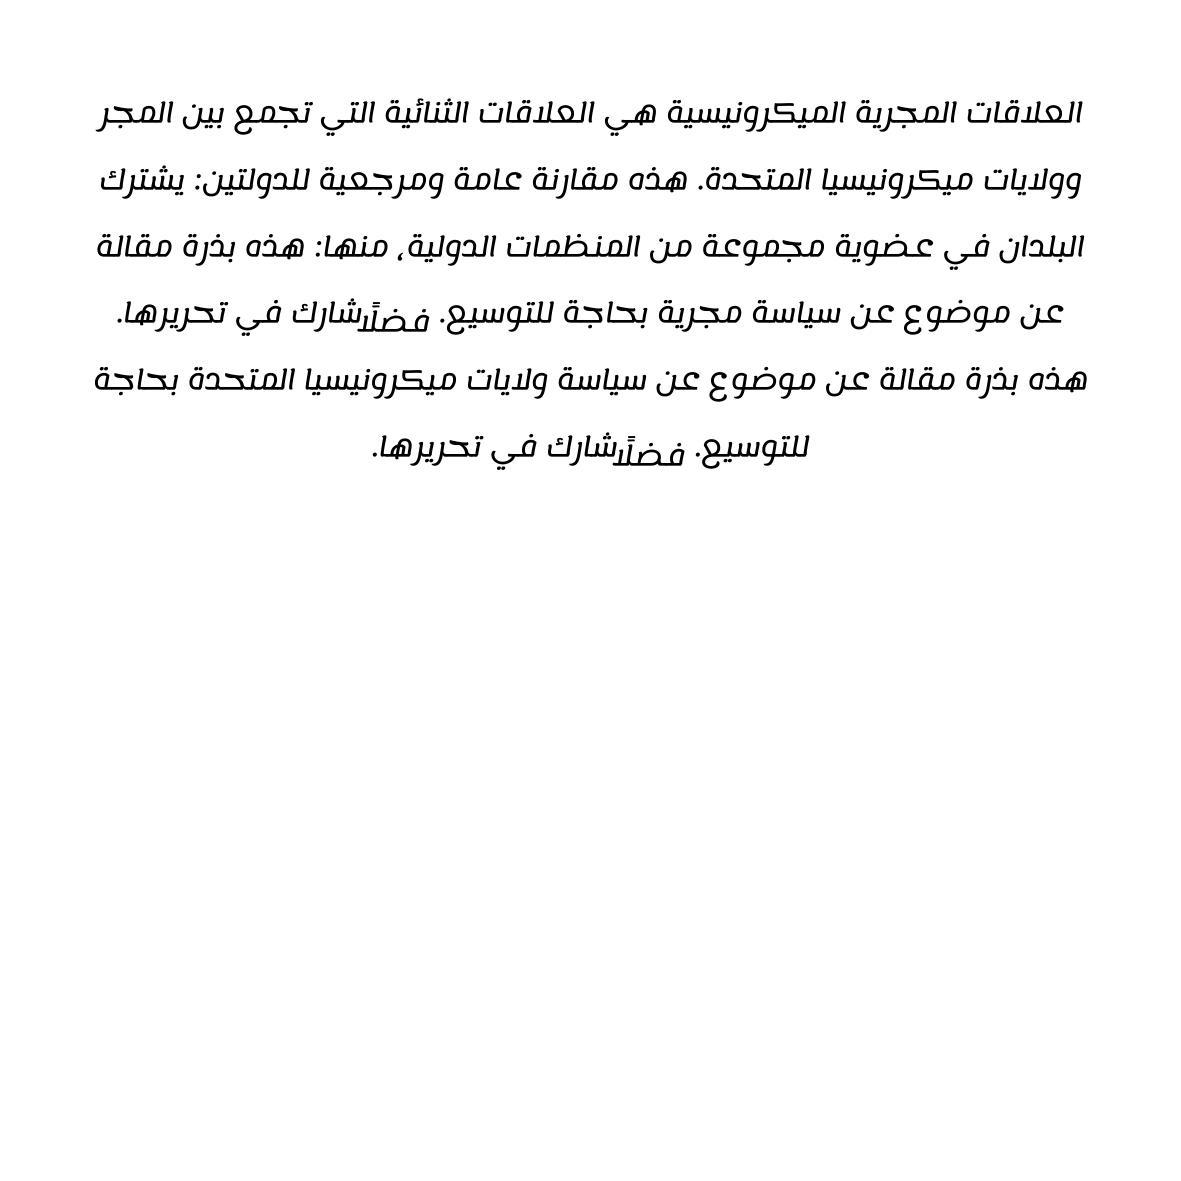 العلاقات المجرية الميكرونيسية هي العلاقات الثنائية التي تجمع بين المجر
وولايات ميكرونيسيا المتحدة. هذه مقارنة عامة ومرجعية للدولتين: يشترك
البلدان في عضوية مجموعة من المنظمات الدولية، منها: هذه بذرة مقالة
عن موضوع عن سياسة مجرية بحاجة للتوسيع. فضلًا شارك في تحريرها.
هذه بذرة مقالة عن موضوع عن سياسة ولايات ميكرونيسيا المتحدة بحاجة
للتوسيع. فضلًا شارك في تحريرها.